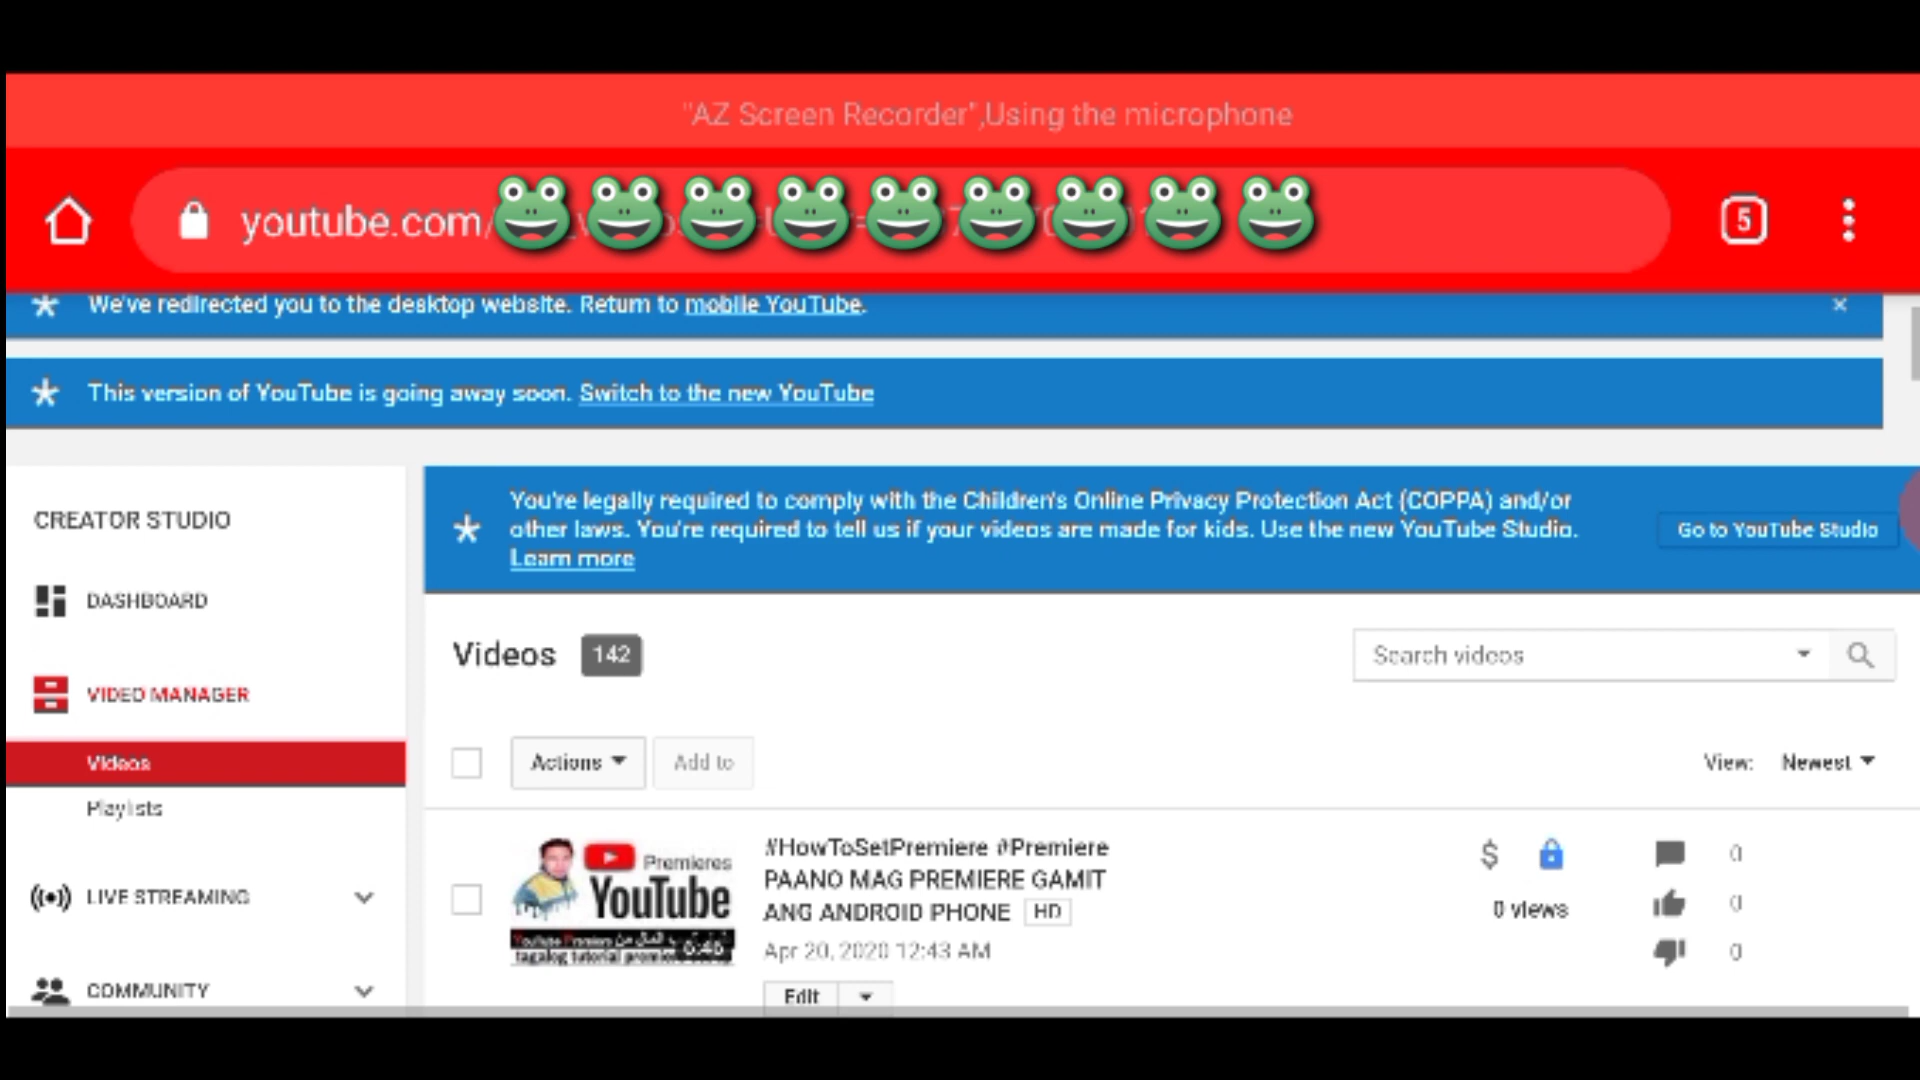 "AZ Screen Recorder",Using the microphone
youtube.com/
5
We've redirected you to the desktop website. Return to mobile YouTube.
This version of YouTube is going away soon. Switch to the new YouTube
CREATOR STUDIO
You're legally required to comply with the Children's Online Privacy Protection Act (COPPA) and/or
other laws. You're required to tell us if your videos are made for kids. Use the new YouTube Studio.
Learn more
Go to YouTube Studio
DASHBOARD
VIDEO MANAGER
Videos
Playlists
LIVE STREAMING
COMMUNITY
Videos 142
Search videos
Actions
Add to
View: Newest
Premieres
YouTube
YouTube Premiere
tagalog tutorial premiere
#HowToSetPremiere #Premiere
PAANO MAG PREMIERE GAMIT
ANG ANDROID PHONE HD
Apr 20, 2020 12:43 AM
Edit
$
0 views
0
0
0